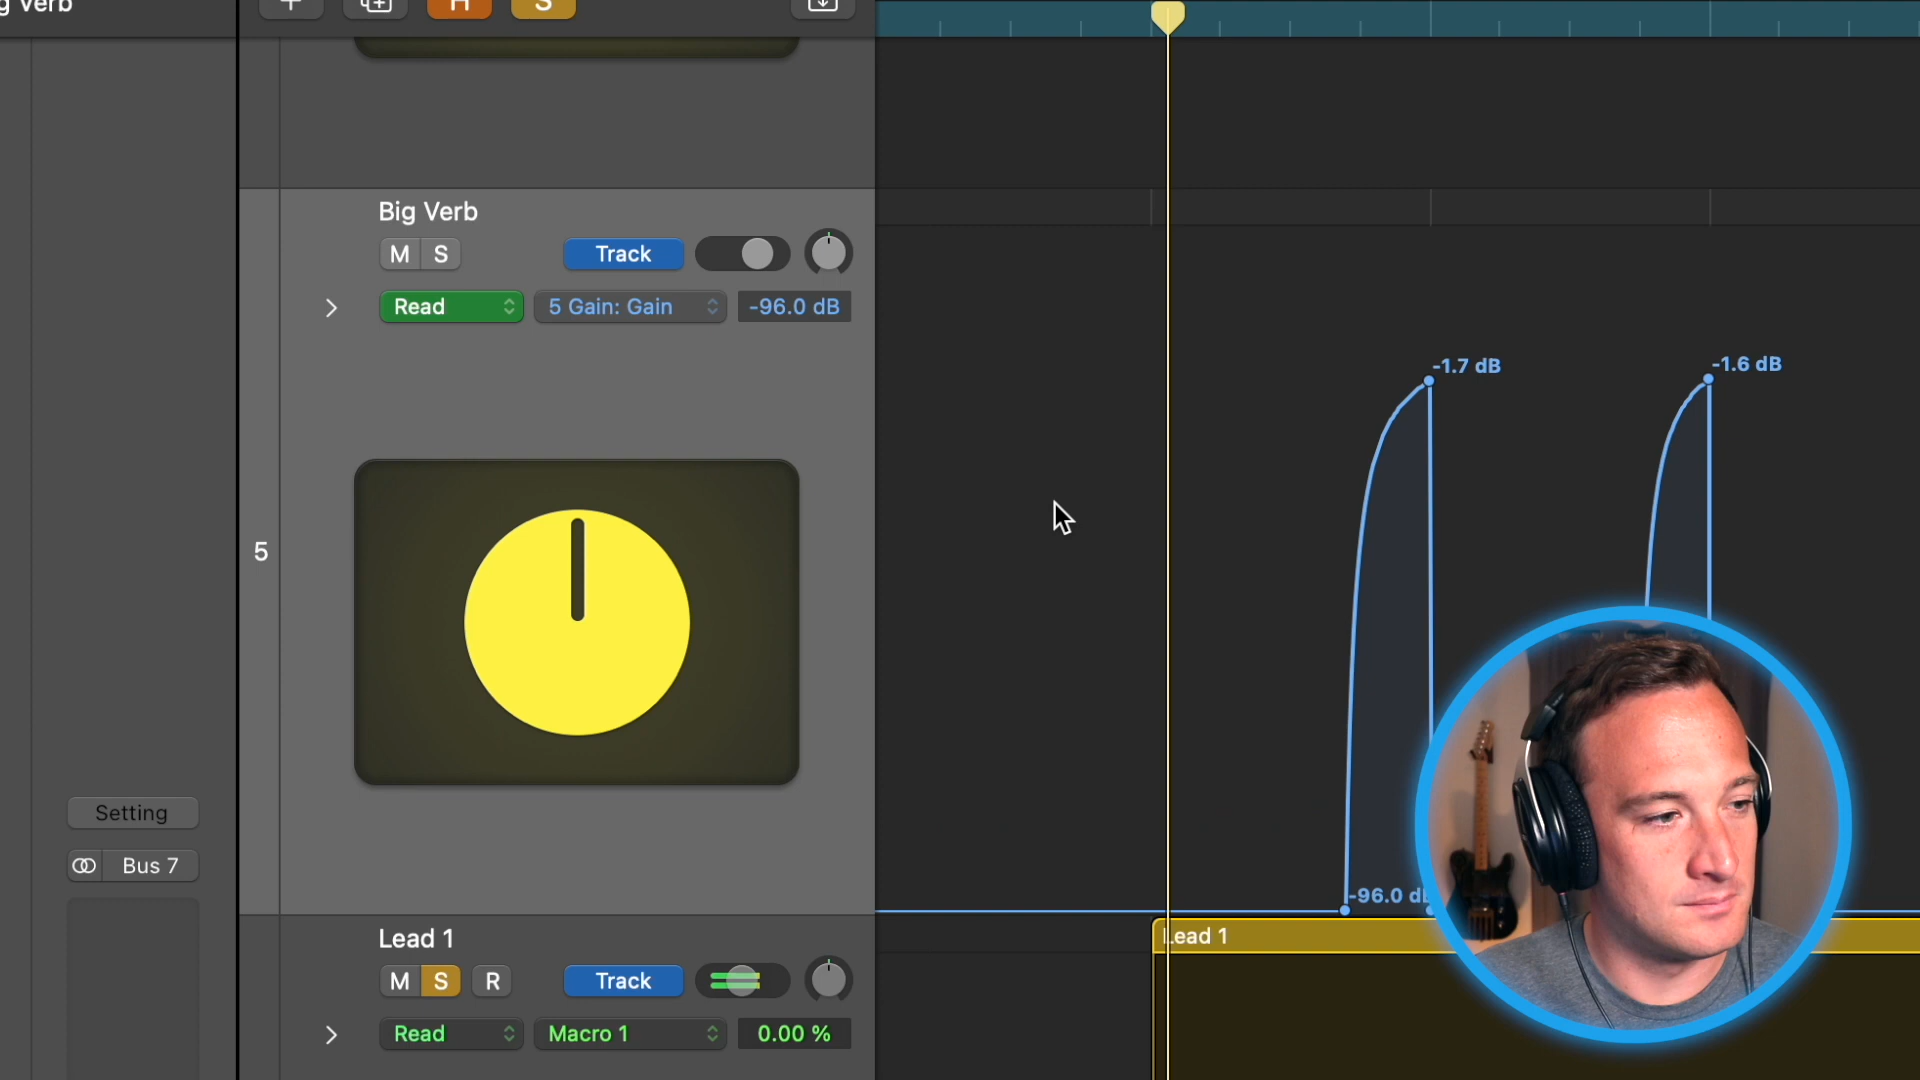 g Verb
+
H
S
Big Verb
M S Track
Read 5 Gain: Gain -96.0 dB
-1.7 dB
-1.6 dB
5
Setting
Bus 7
-96.0 dB
Lead 1
Lead 1
M S R Track
Read Macro 1 0.00 %